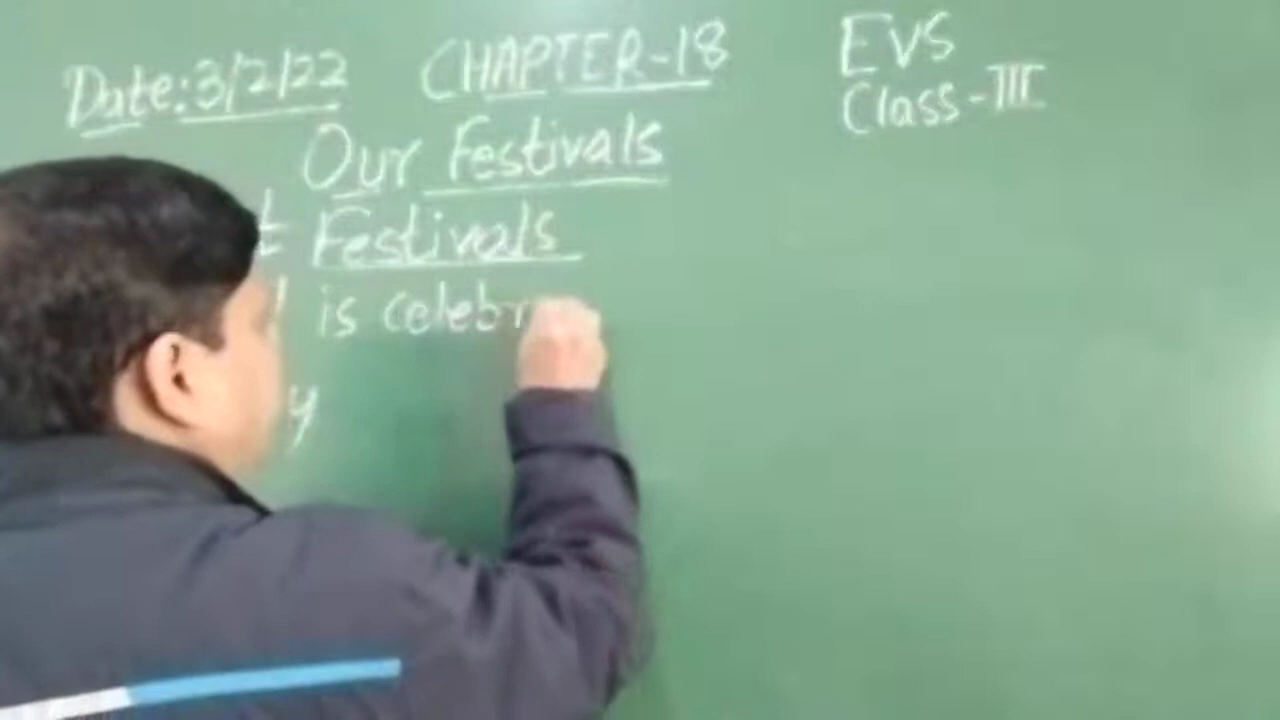 Date: 3/2/22
CHAPTER-18
EVS
Class-III
Our Festivals
Festivals
is celebr
y